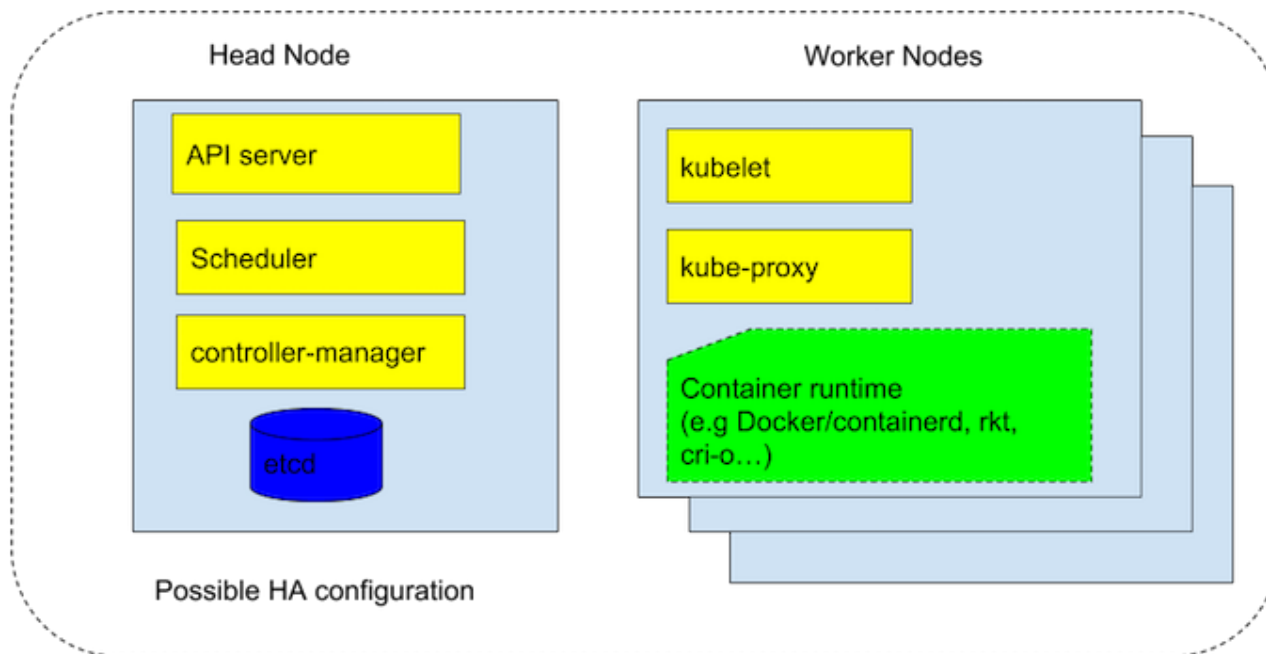 Head Node
API server
Scheduler
controller-manager
etcd
Possible HA configuration
Worker Nodes
kubelet
kube-proxy
Container runtime
(e.g Docker/containerd, rkt,
cri-o…)